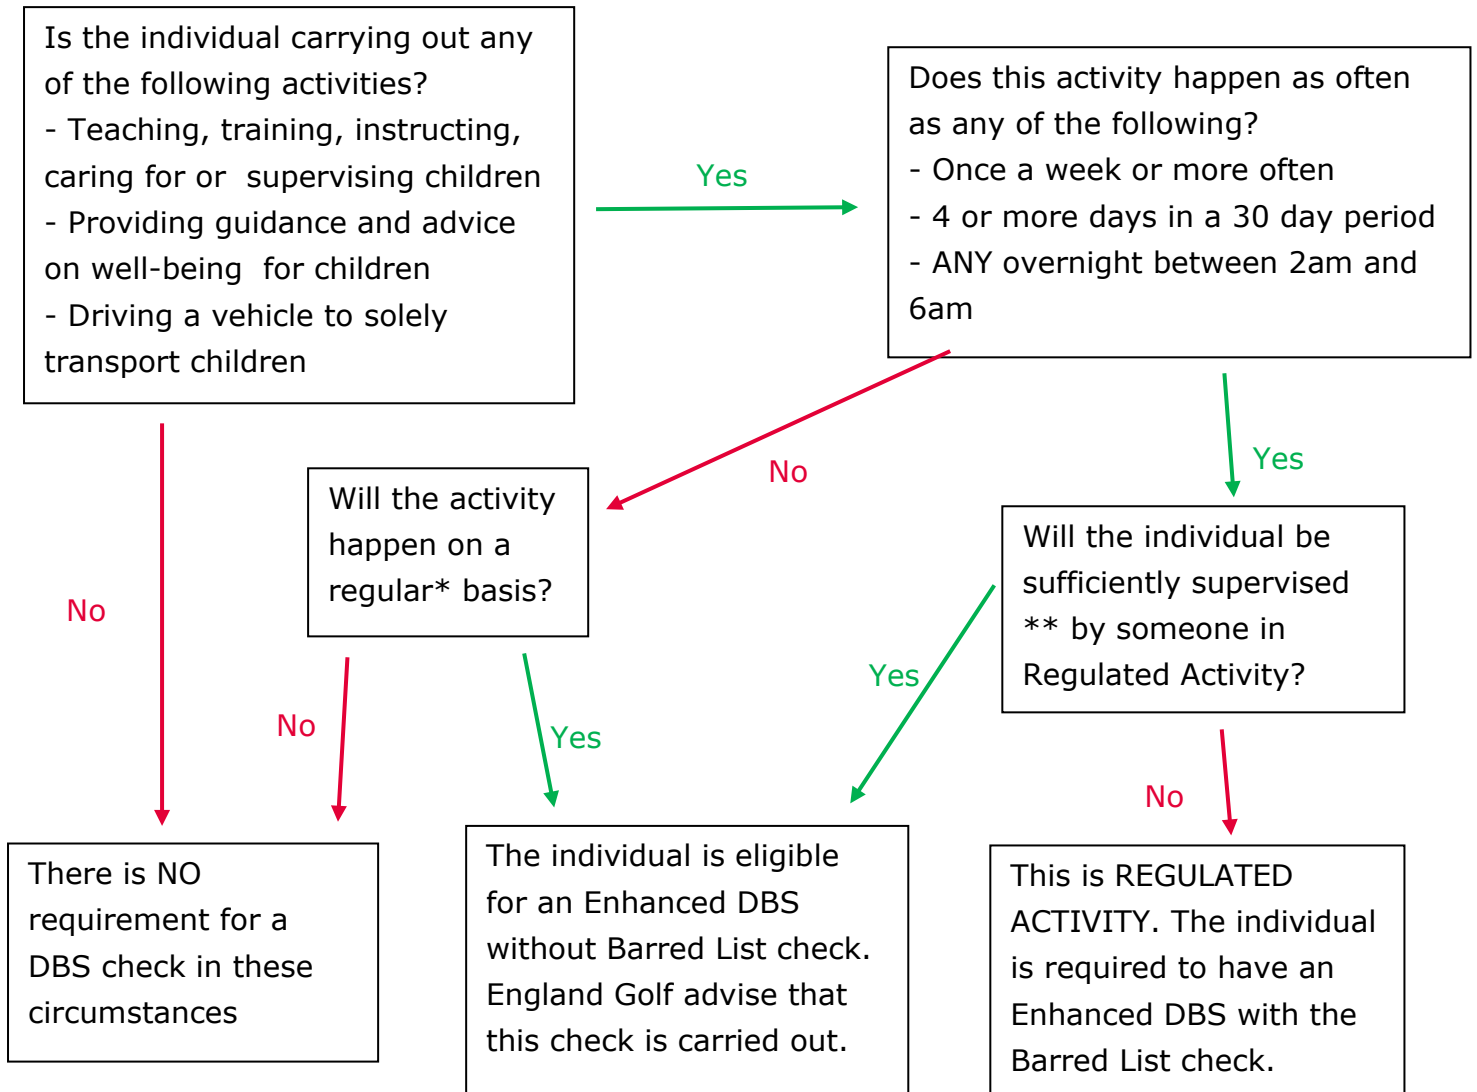 Is the individual carrying out any
of the following activities?
- Teaching, training, instructing,
caring for or  supervising children
- Providing guidance and advice
on well-being  for children
- Driving a vehicle to solely
transport children
Yes
Does this activity happen as often
as any of the following?
- Once a week or more often
- 4 or more days in a 30 day period
- ANY overnight between 2am and
6am
No
No
Yes
Will the activity
happen on a
regular* basis?
Will the individual be
sufficiently supervised
** by someone in
Regulated Activity?
No
Yes
Yes
No
There is NO
requirement for a
DBS check in these
circumstances
The individual is eligible
for an Enhanced DBS
without Barred List check.
England Golf advise that
this check is carried out.
This is REGULATED
ACTIVITY. The individual
is required to have an
Enhanced DBS with the
Barred List check.